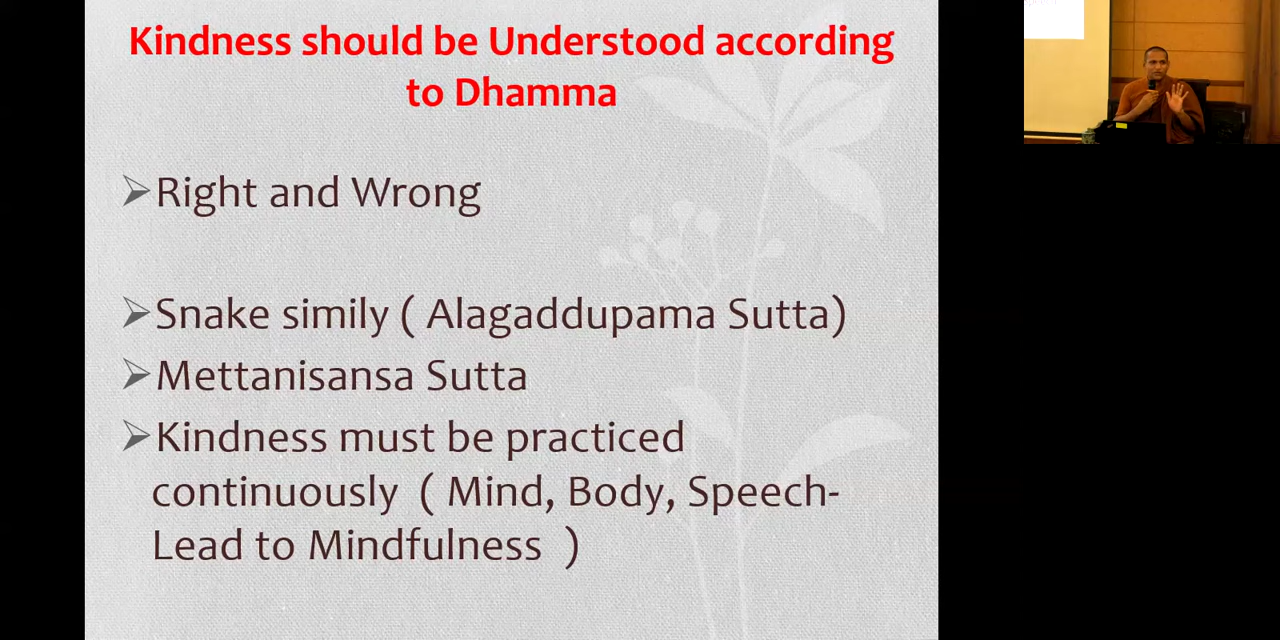 Kindness should be Understood according
to Dhamma
➢Right and Wrong
➢Snake simily ( Alagaddupama Sutta)
➢Mettanisansa Sutta
➢Kindness must be practiced
continuously ( Mind, Body, Speech-
Lead to Mindfulness )